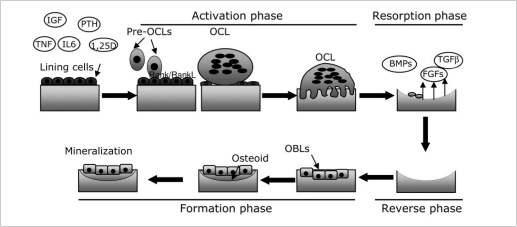 Activation phase
Resorption phase
IGF
PTH
TNF
IL6
1,25D
Pre-OCLs
OCL
OCL
BMPs
TGFβ
FGFs
Lining cells
Rank/RankL
Mineralization
Osteoid
OBLs
Formation phase
Reverse phase